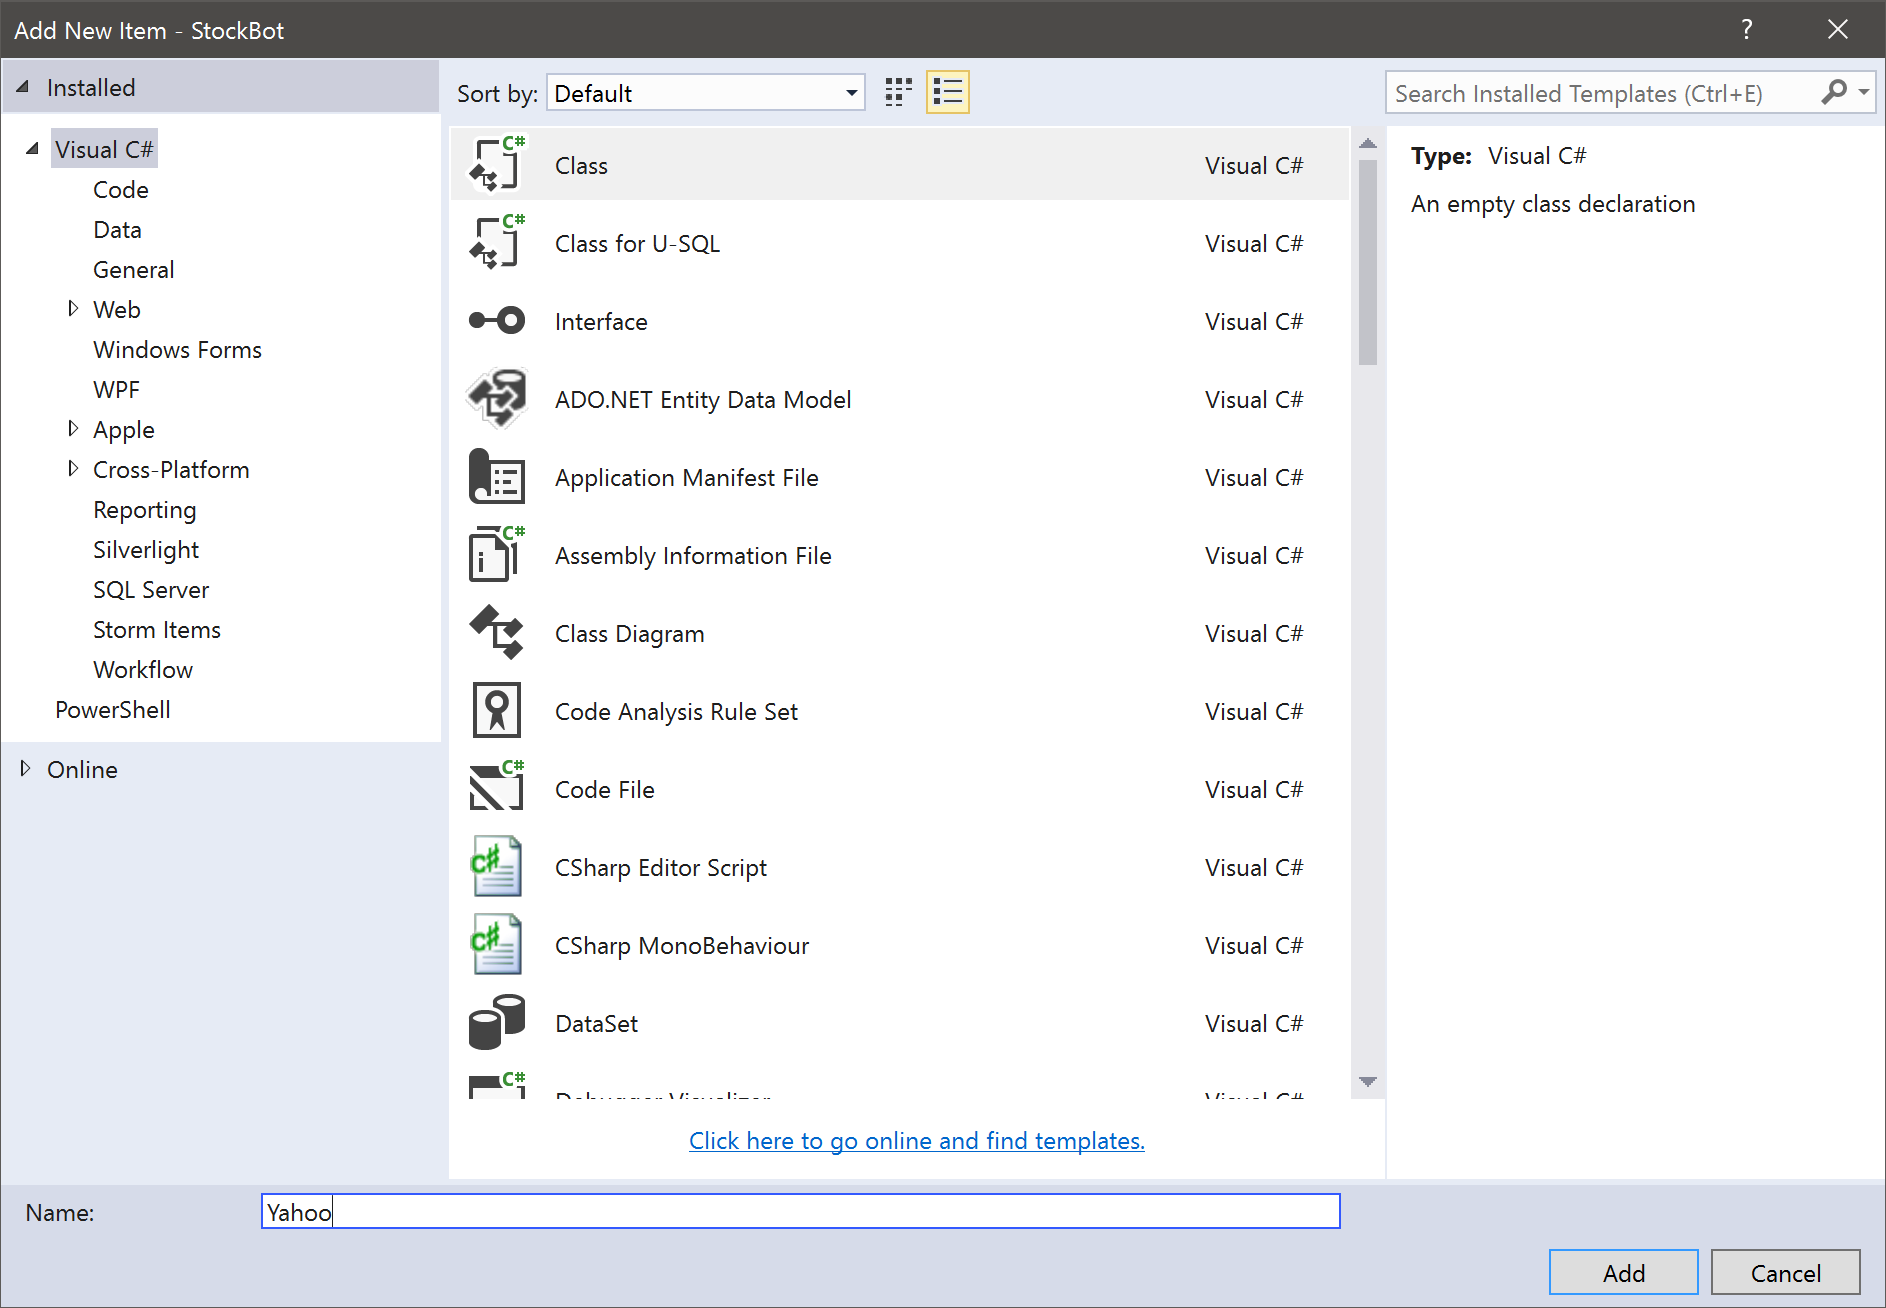 Add New Item - StockBot
?
Installed
Sort by: Default
Search Installed Templates (Ctrl+E)
Visual C#
Code
Data
General
Web
Windows Forms
WPF
Apple
Cross-Platform
Reporting
Silverlight
SQL Server
Storm Items
Workflow
PowerShell
Online
C#
Class Visual C#
C#
Class for U-SQL Visual C#
Interface Visual C#
ADO.NET Entity Data Model Visual C#
Application Manifest File Visual C#
C#
Assembly Information File Visual C#
Class Diagram Visual C#
Code Analysis Rule Set Visual C#
C#
Code File Visual C#
C#
CSharp Editor Script Visual C#
C#
CSharp MonoBehaviour Visual C#
DataSet Visual C#
C#
Debugger Visualizer Visual C#
Click here to go online and find templates.
Type: Visual C#
An empty class declaration
Name: Yahoo
Add Cancel